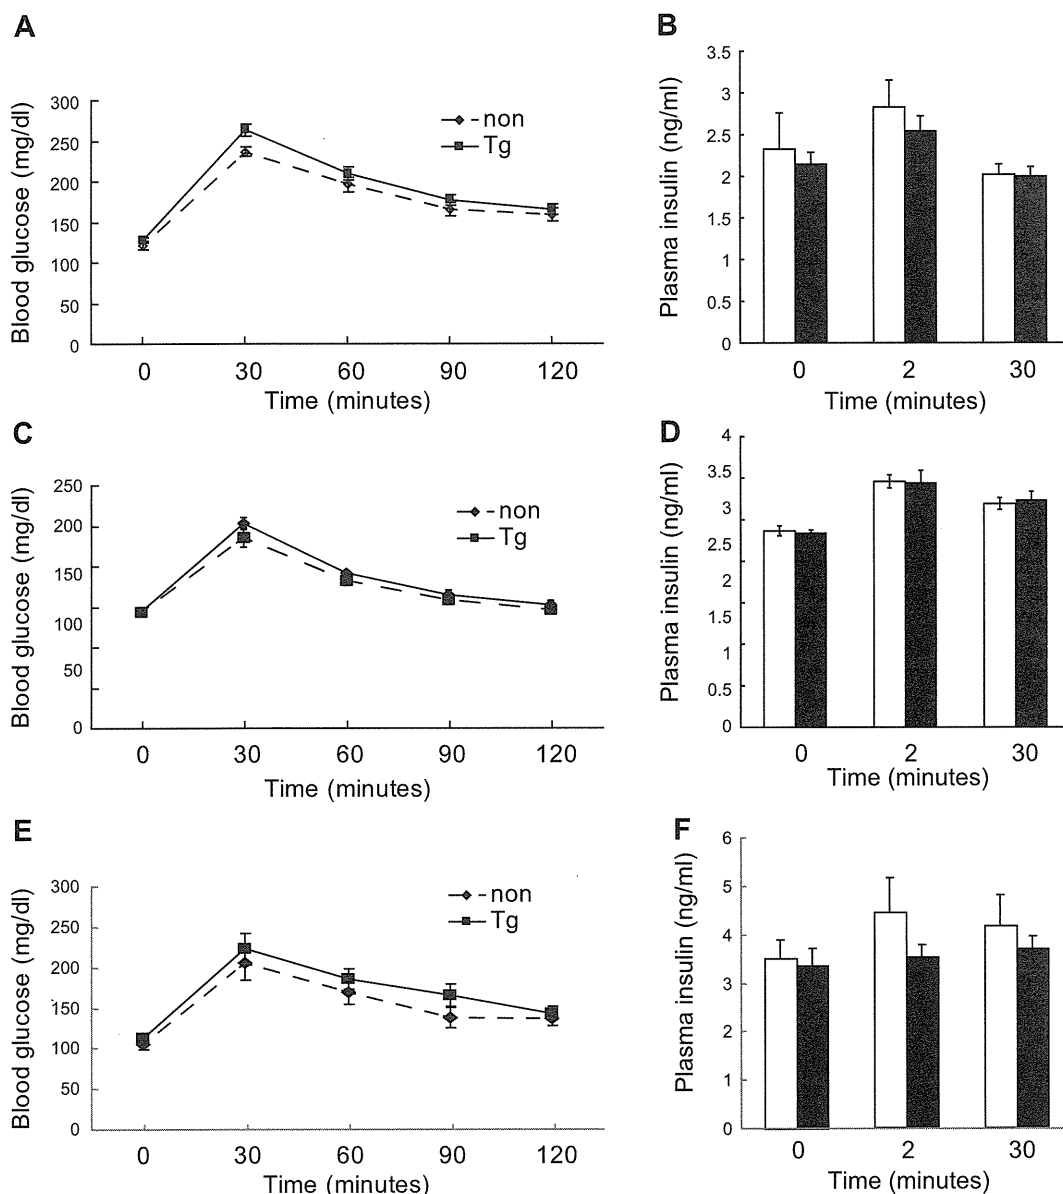 A
Blood glucose (mg/dl)
300
250
200
150
100
50
0
non
Tg
0 30 60 90 120
Time (minutes)
B
Plasma insulin (ng/ml)
3.5
3
2.5
2
1.5
1
0.5
0
0 2 30
Time (minutes)
C
Blood glucose (mg/dl)
250
200
150
100
50
0
non
Tg
0 30 60 90 120
Time (minutes)
D
Plasma insulin (ng/ml)
4
3.5
3
2.5
2
1.5
1
0.5
0
0 2 30
Time (minutes)
E
Blood glucose (mg/dl)
300
250
200
150
100
50
0
non
Tg
0 30 60 90 120
Time (minutes)
F
Plasma insulin (ng/ml)
6
5
4
3
2
1
0
0 2 30
Time (minutes)